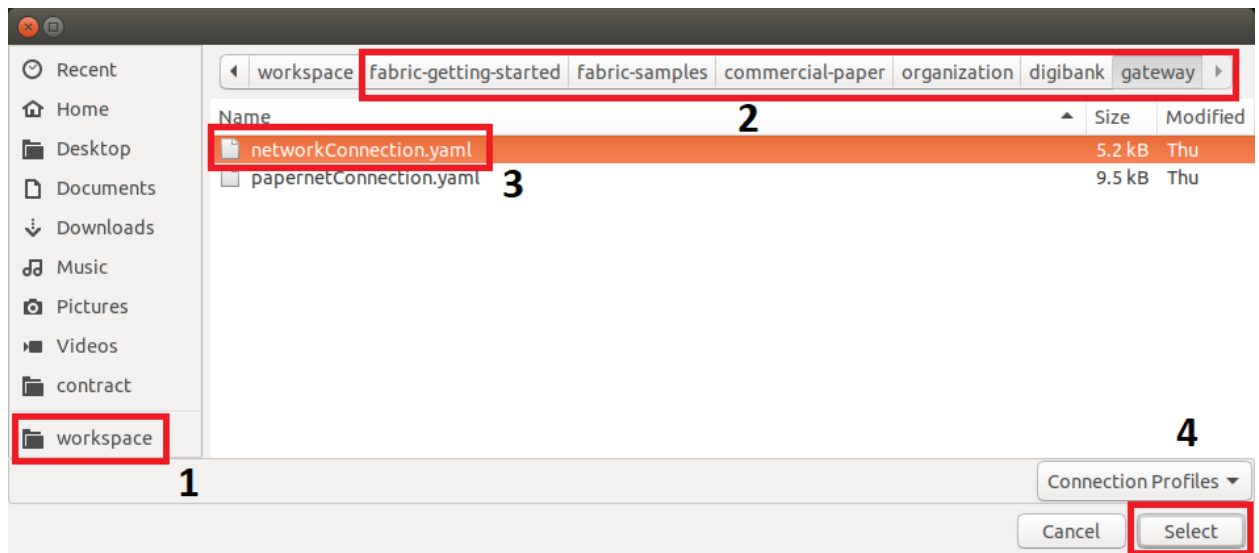 Recent
Home
Desktop
Documents
Downloads
Music
Pictures
Videos
contract
workspace
1
workspace fabric-getting-started fabric-samples commercial-paper organization digibank gateway
2
Name Size Modified
networkConnection.yaml 5.2 kB Thu
papernetConnection.yaml 9.5 kB Thu
3
4
Connection Profiles
Cancel Select